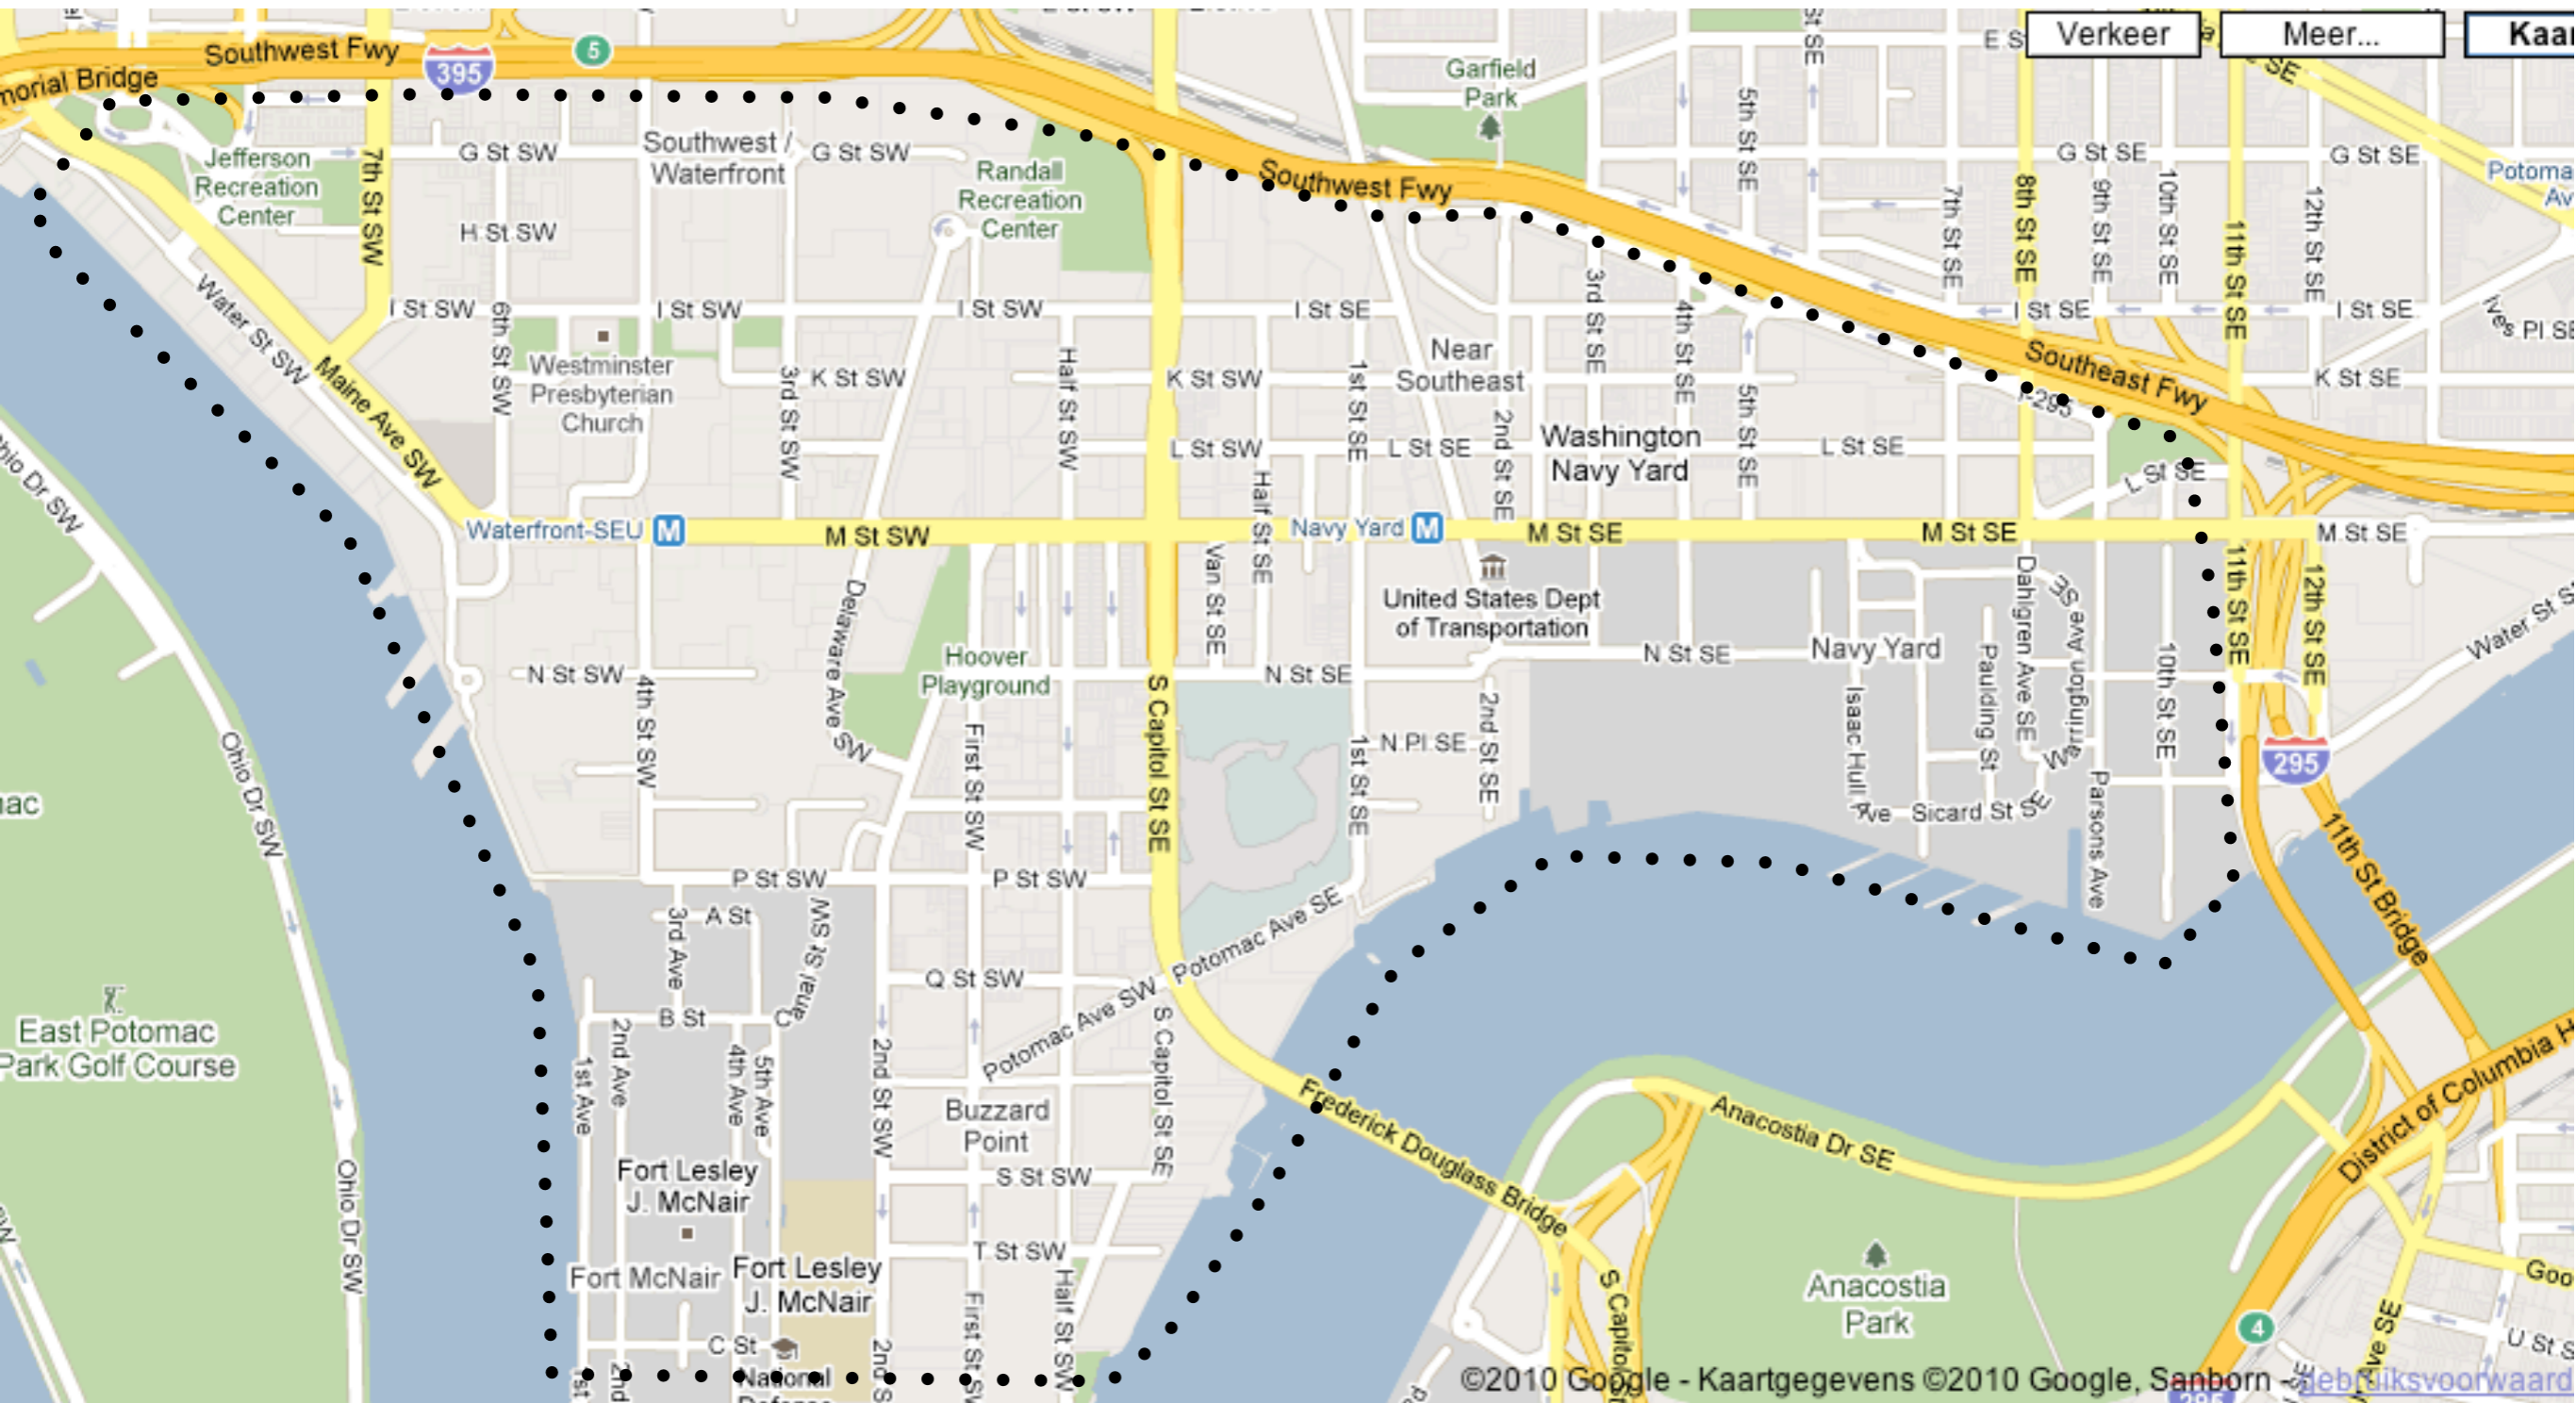 Verkeer
Meer...
Southwest Fwy
395
5
morial Bridge
Garfield
Park
Jefferson
Recreation
Center
7th St SW
G St SW
Southwest /
Waterfront
G St SW
Randall
Recreation
Center
H St SW
Southwest Fwy
5th St SE
7th St SE
8th St SE
G St SE
9th St SE
10th St SE
11th St SE
12th St SE
G St SE
Water St SW
I St SW
6th St SW
I St SW
I St SW
I St SE
3rd St SE
4th St SE
I St SE
I St SE
Ives Pl SE
Maine Ave SW
Westminster
Presbyterian
Church
3rd St SW
K St SW
Half St SW
K St SW
1st St SE
Near
Southeast
2nd St SE
5th St SE
Southeast Fwy
I-295
K St SE
L St SW
Half St SE
L St SE
Washington
Navy Yard
L St SE
L St SE
Ohio Dr SW
Waterfront-SEU
M
M St SW
Navy Yard
M
M St SE
M St SE
M St SE
Van St SE
United States Dept
of Transportation
Delaware Ave SW
Hoover
Playground
N St SW
4th St SW
N St SE
N St SE
Navy Yard
Isaac Hull Ave
Paulding St
Dahlgren Ave SE
Warrington Ave SE
10th St SE
11th St SE
12th St SE
Water St S
Ohio Dr SW
First St SW
S Capitol St SE
1st St SE
N Pl SE
2nd St SE
Sicard St SE
Parsons Ave
295
11th St Bridge
P St SW
P St SW
3rd Ave
A St
Canal St SW
Potomac Ave SE
Q St SW
Potomac Ave SW
East Potomac
Park Golf Course
B St
1st Ave
2nd Ave
4th Ave
5th Ave
2nd St SW
S Capitol St SE
Buzzard
Point
Frederick Douglass Bridge
Anacostia Dr SE
District of Columbia H
Fort Lesley
J. McNair
S St SW
Ohio Dr SW
Fort McNair
Fort Lesley
J. McNair
T St SW
First St SW
Half St SW
S Capitol St
Anacostia
Park
4
U St S
C St
National
©2010 Google - Kaartgegevens ©2010 Google, Sanborn - gebruiksvoorwaard